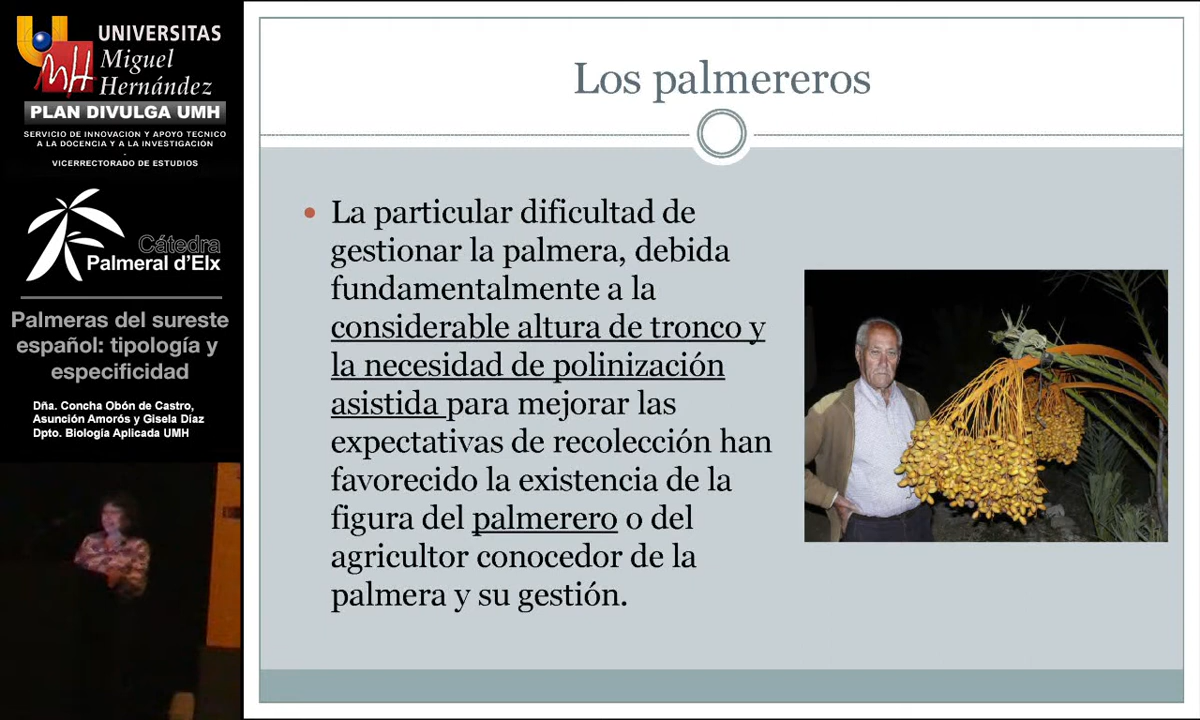 UNIVERSITAS
Miguel
Hernández
PLAN DIVULGA UMH
SERVICIO DE INNOVACION Y APOYO TECNICO
A LA DOCENCIA Y A LA INVESTIGACION
VICERRECTORADO DE ESTUDIOS
Cátedra
Palmeral d'Elx
Palmeras del sureste
español: tipología y
especificidad
Dña. Concha Obón de Castro,
Asunción Amorós y Gisela Díaz
Dpto. Biología Aplicada UMH
Los palmereros
• La particular dificultad de
gestionar la palmera, debida
fundamentalmente a la
considerable altura de tronco y
la necesidad de polinización
asistida para mejorar las
expectativas de recolección han
favorecido la existencia de la
figura del palmerero o del
agricultor conocedor de la
palmera y su gestión.